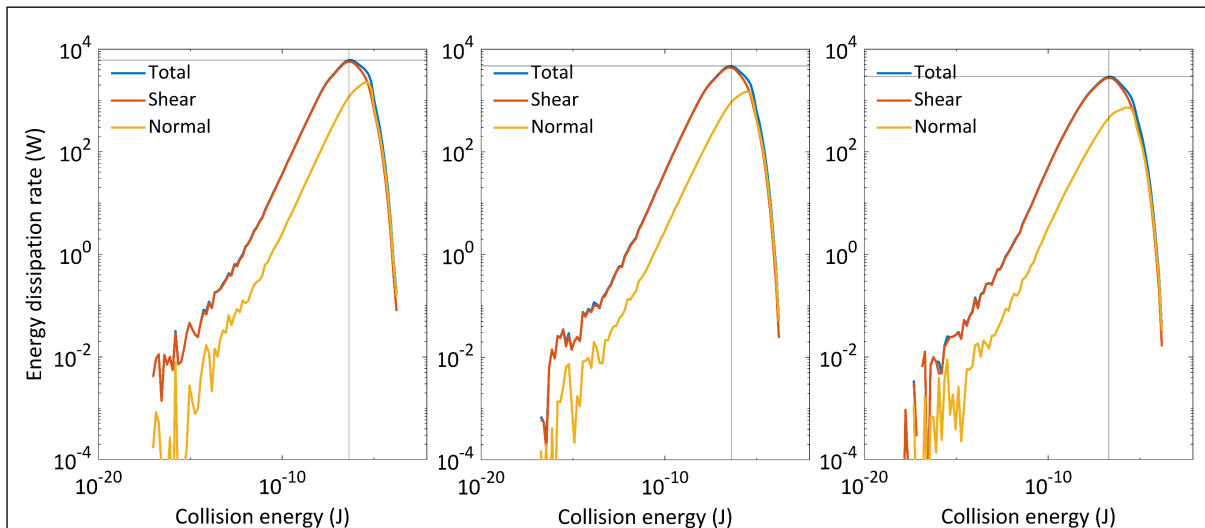 Energy dissipation rate (W)
10^4
10^2
10^0
10^-2
10^-4
Total
Shear
Normal
10^-20
10^-10
Collision energy (J)
10^4
10^2
10^0
10^-2
10^-4
Total
Shear
Normal
10^-20
10^-10
Collision energy (J)
10^4
10^2
10^0
10^-2
10^-4
Total
Shear
Normal
10^-20
10^-10
Collision energy (J)